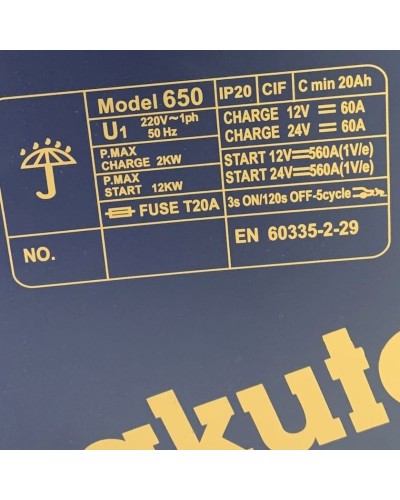 Model 650
IP20
CIF
C min 20Ah
U1
220V~1ph
50 Hz
CHARGE 12V 60A
CHARGE 24V 60A
P.MAX
CHARGE 2KW
P.MAX
START 12KW
START 12V 560A(1V/e)
START 24V 560A(1V/e)
FUSE T20A
3s ON/120s OFF-5cycle
NO.
EN 60335-2-29
akuto